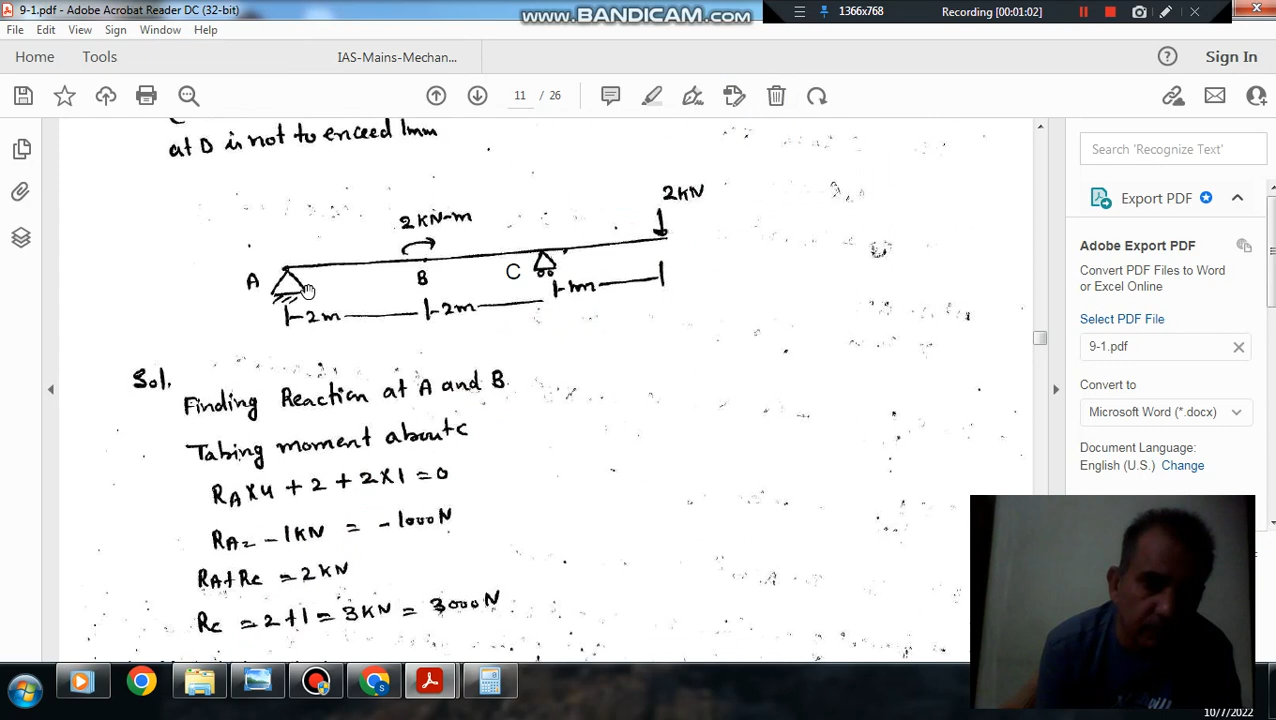 9-1.pdf - Adobe Acrobat Reader DC (32-bit)
www.BANDICAM.com
1366x768
Recording [00:01:02]
File Edit View Sign Window Help
Home Tools IAS-Mains-Mechan...
Sign In
11 / 26
at D is not to exceed 1mm
2KN
2 KN-m
A
B
C
2m
2m
1m
Sol.
Finding Reaction at A and B
Taking moment about C
RA X4 + 2 + 2X1 = 0
RA= -1KN = -1000N
RA+Rc = 2KN
Rc = 2+1 = 3KN = 3000N
Search 'Recognize Text'
Export PDF
Adobe Export PDF
Convert PDF Files to Word
or Excel Online
Select PDF File
9-1.pdf
Convert to
Microsoft Word (*.docx)
Document Language:
English (U.S.) Change
10/7/2022